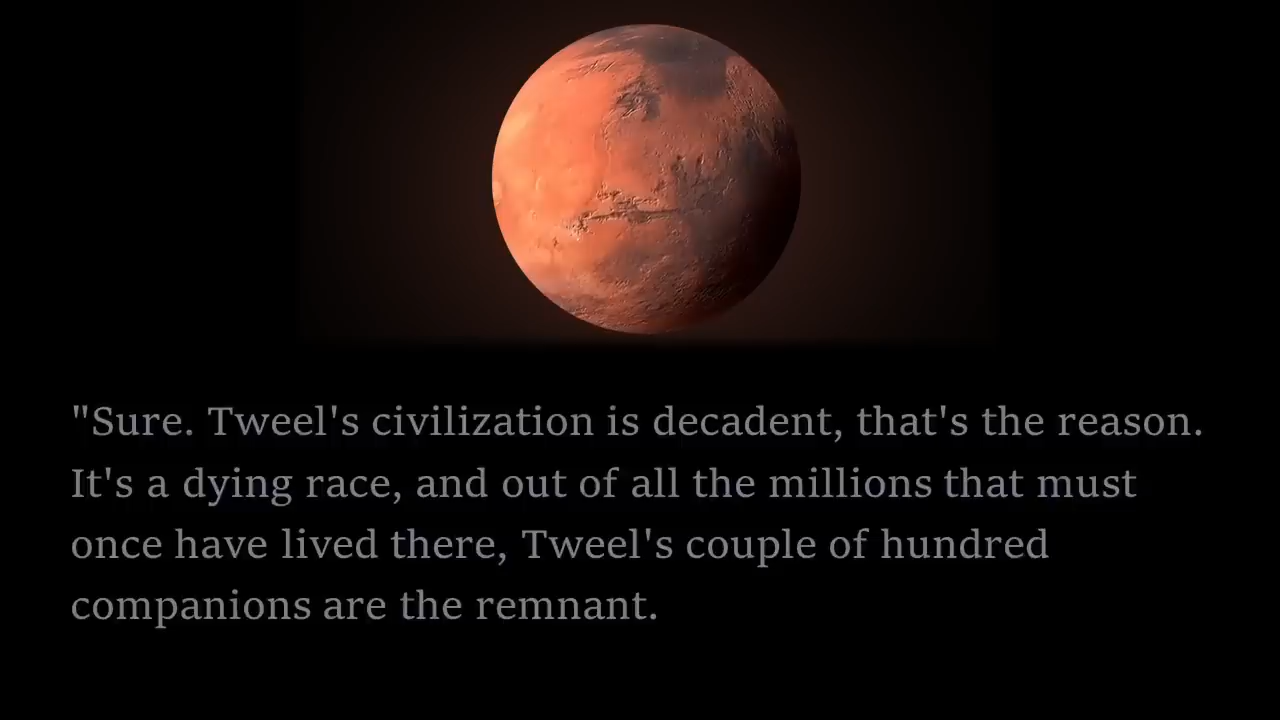 "Sure. Tweel's civilization is decadent, that's the reason.
It's a dying race, and out of all the millions that must
once have lived there, Tweel's couple of hundred
companions are the remnant.